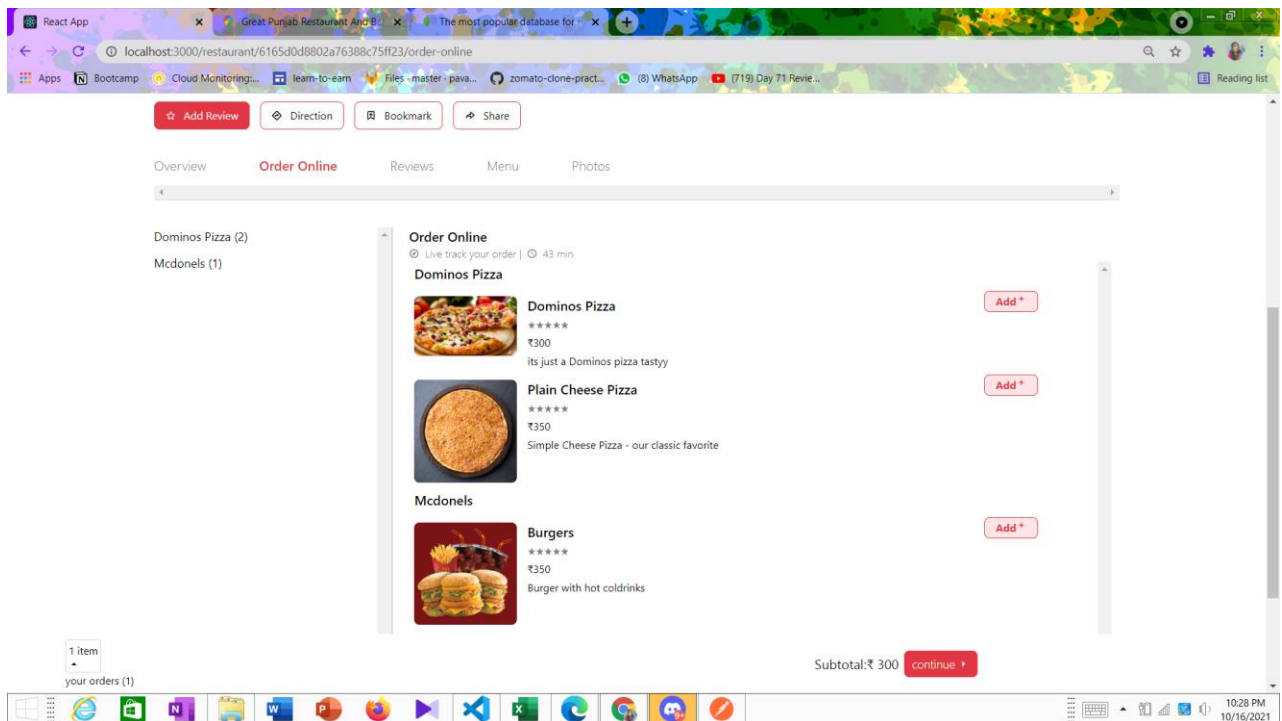 React App
Great Punjab Restaurant And Ba
The most popular database for
localhost:3000/restaurant/6165d0d8802a76388c75ff23/order-online
Apps Bootcamp Cloud Monitoring:... learn-to-earn Files · master · pava... zomato-clone-pract... (8) WhatsApp (719) Day 71 Revie... Reading list
Add Review Direction Bookmark Share
Overview Order Online Reviews Menu Photos
Dominos Pizza (2)
Mcdonels (1)
Order Online
Live track your order | 43 min
Dominos Pizza
Dominos Pizza Add +
★★★★★
₹300
its just a Dominos pizza tastyy
Plain Cheese Pizza Add +
★★★★★
₹350
Simple Cheese Pizza - our classic favorite
Mcdonels
Burgers Add +
★★★★★
₹350
Burger with hot coldrinks
1 item
your orders (1)
Subtotal:₹ 300 continue
10:28 PM
10/16/2021